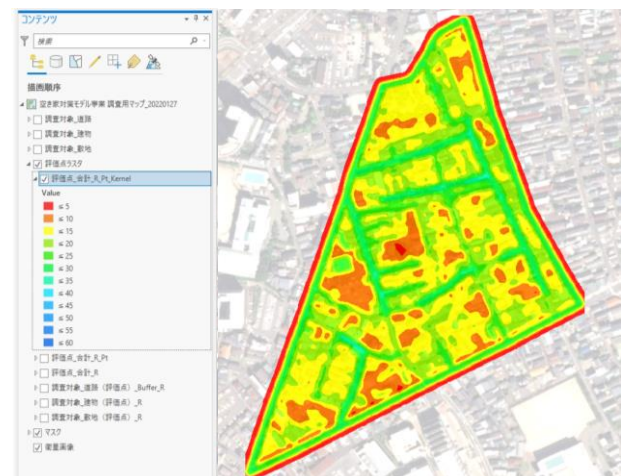 コンテンツ
検索
描画順序
空き家対策モデル事業 調査用マップ_20220127
調査対象_道路
調査対象_建物
調査対象_敷地
評価点ラスタ
評価点_合計_R_Pt_Kernel
Value
≤ 5
≤ 10
≤ 15
≤ 20
≤ 25
≤ 30
≤ 35
≤ 40
≤ 45
≤ 50
≤ 55
≤ 60
評価点_合計_R_Pt
評価点_合計_R
調査対象_道路（評価点）_Buffer_R
調査対象_建物（評価点）_R
調査対象_敷地（評価点）_R
マスク
衛星画像